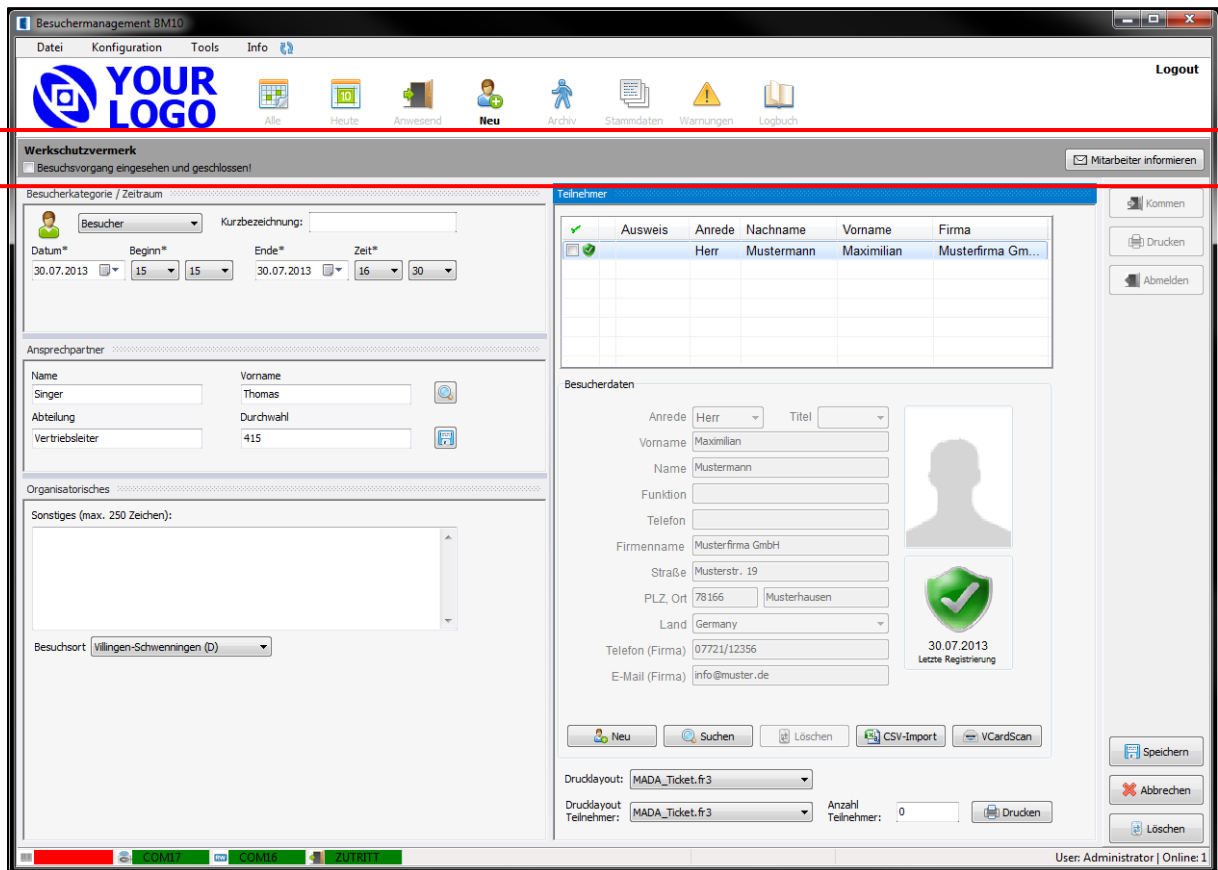 Besuchermanagement BM10
Datei Konfiguration Tools Info
Logout
YOUR
LOGO
Alle Heute Anwesend Neu Archiv Stammdaten Warnungen Logbuch
10
Werkschutzvermerk
Besuchsvorgang eingesehen und geschlossen!
Mitarbeiter informieren
Besucherkategorie / Zeitraum
Besucher Kurzbezeichnung:
Datum* Beginn* Ende* Zeit*
30.07.2013 15 15 30.07.2013 16 30
Ansprechpartner
Name Vorname
Singer Thomas
Abteilung Durchwahl
Vertriebsleiter 415
Organisatorisches
Sonstiges (max. 250 Zeichen):
Besuchsort Villingen-Schwenningen (D)
Teilnehmer
Ausweis Anrede Nachname Vorname Firma
Herr Mustermann Maximilian Musterfirma Gm...
Besucherdaten
Anrede Herr Titel
Vorname Maximilian
Name Mustermann
Funktion
Telefon
Firmenname Musterfirma GmbH
Straße Musterstr. 19
PLZ, Ort 78166 Musterhausen
Land Germany
Telefon (Firma) 07721/12356
E-Mail (Firma) info@muster.de
30.07.2013
Letzte Registrierung
Neu Suchen Löschen CSV-Import VCardScan
Drucklayout: MADA_Ticket.fr3
Drucklayout
Teilnehmer: MADA_Ticket.fr3
Anzahl
Teilnehmer: 0 Drucken
Kommen
Drucken
Abmelden
Speichern
Abbrechen
Löschen
COM17 RW COM16 ZUTRITT
User: Administrator | Online: 1